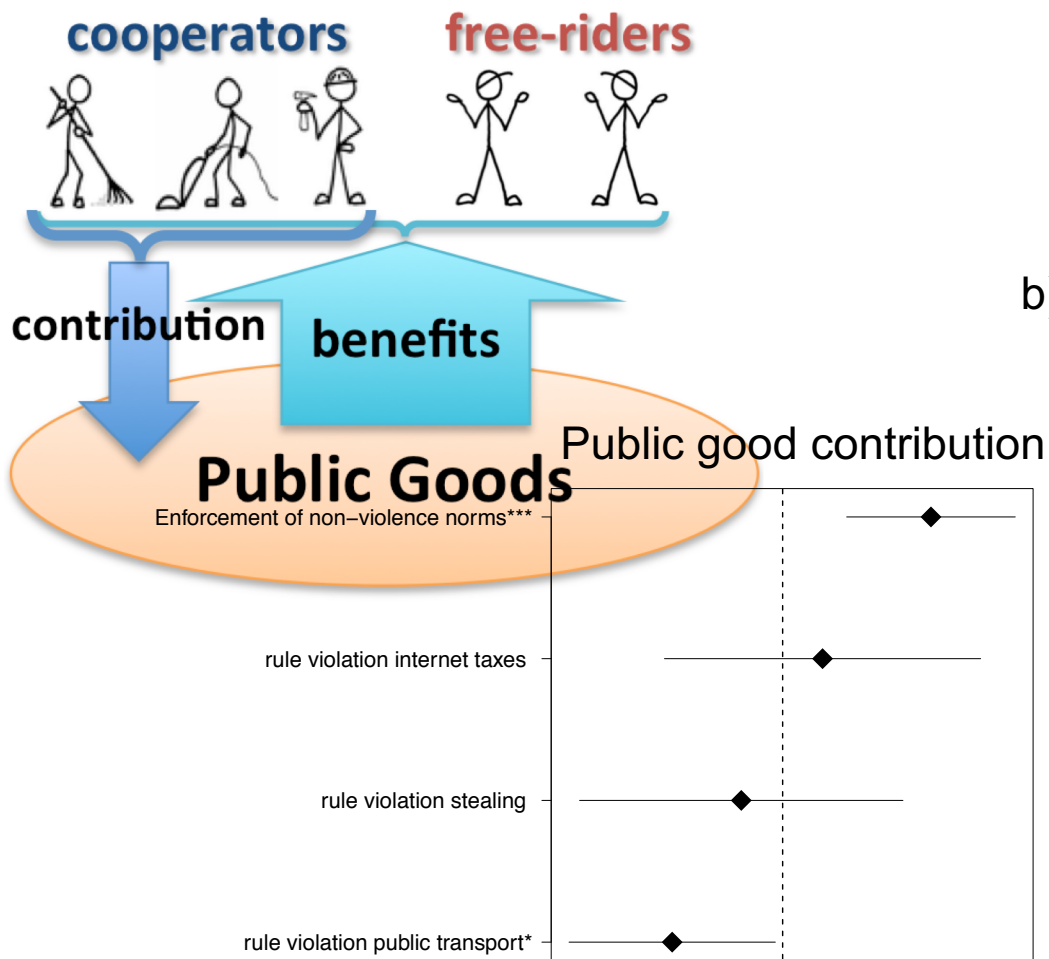 cooperators free-riders
contribution
benefits
b
Public Goods
Public good contribution
Enforcement of non−violence norms***
rule violation internet taxes
rule violation stealing
rule violation public transport*